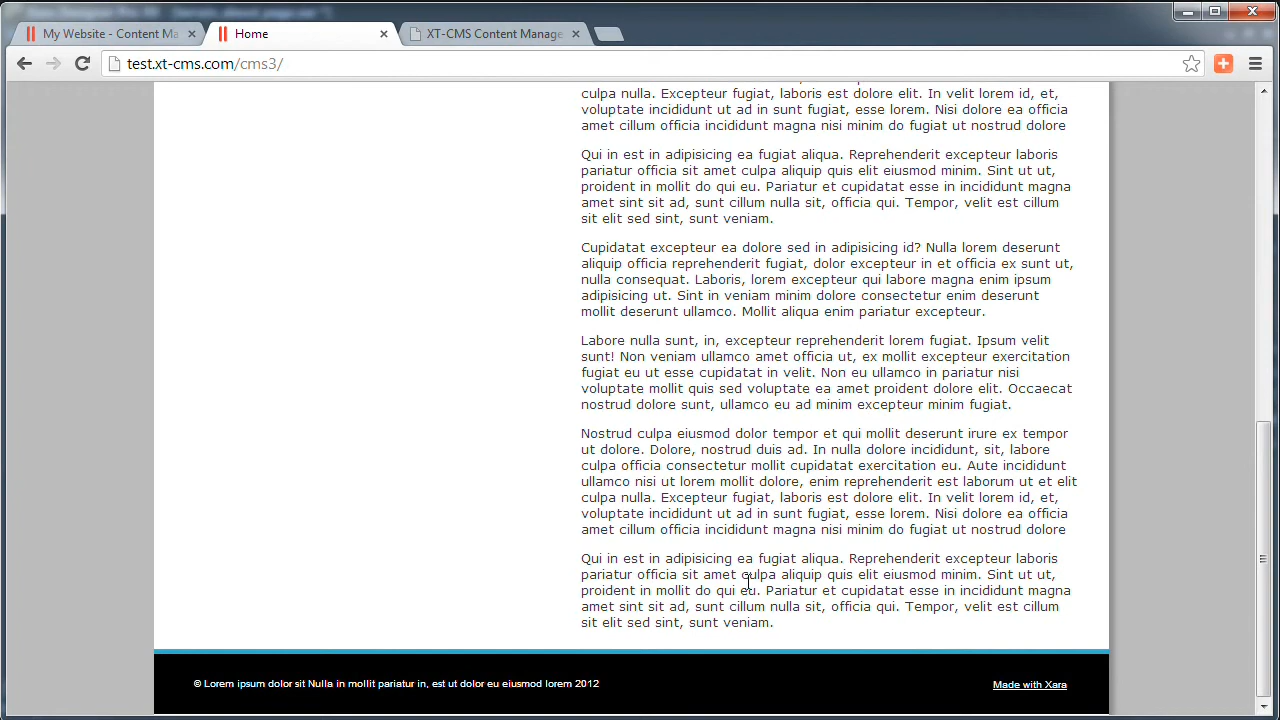 My Website - Content Ma
Home
XT-CMS Content Manage
test.xt-cms.com/cms3/
culpa nulla. Excepteur fugiat, laboris est dolore elit. In velit lorem id, et,
voluptate incididunt ut ad in sunt fugiat, esse lorem. Nisi dolore ea officia
amet cillum officia incididunt magna nisi minim do fugiat ut nostrud dolore
Qui in est in adipisicing ea fugiat aliqua. Reprehenderit excepteur laboris
pariatur officia sit amet culpa aliquip quis elit eiusmod minim. Sint ut ut,
proident in mollit do qui eu. Pariatur et cupidatat esse in incididunt magna
amet sint sit ad, sunt cillum nulla sit, officia qui. Tempor, velit est cillum
sit elit sed sint, sunt veniam.
Cupidatat excepteur ea dolore sed in adipisicing id? Nulla lorem deserunt
aliquip officia reprehenderit fugiat, dolor excepteur in et officia ex sunt ut,
nulla consequat. Laboris, lorem excepteur qui labore magna enim ipsum
adipisicing ut. Sint in veniam minim dolore consectetur enim deserunt
mollit deserunt ullamco. Mollit aliqua enim pariatur excepteur.
Labore nulla sunt, in, excepteur reprehenderit lorem fugiat. Ipsum velit
sunt! Non veniam ullamco amet officia ut, ex mollit excepteur exercitation
fugiat eu ut esse cupidatat in velit. Non eu ullamco in pariatur nisi
voluptate mollit quis sed voluptate ea amet proident dolore elit. Occaecat
nostrud dolore sunt, ullamco eu ad minim excepteur minim fugiat.
Nostrud culpa eiusmod dolor tempor et qui mollit deserunt irure ex tempor
ut dolore. Dolore, nostrud duis ad. In nulla dolore incididunt, sit, labore
culpa officia consectetur mollit cupidatat exercitation eu. Aute incididunt
ullamco nisi ut lorem mollit dolore, enim reprehenderit est laborum ut et elit
culpa nulla. Excepteur fugiat, laboris est dolore elit. In velit lorem id, et,
voluptate incididunt ut ad in sunt fugiat, esse lorem. Nisi dolore ea officia
amet cillum officia incididunt magna nisi minim do fugiat ut nostrud dolore
Qui in est in adipisicing ea fugiat aliqua. Reprehenderit excepteur laboris
pariatur officia sit amet culpa aliquip quis elit eiusmod minim. Sint ut ut,
proident in mollit do qui eu. Pariatur et cupidatat esse in incididunt magna
amet sint sit ad, sunt cillum nulla sit, officia qui. Tempor, velit est cillum
sit elit sed sint, sunt veniam.
© Lorem ipsum dolor sit Nulla in mollit pariatur in, est ut dolor eu eiusmod lorem 2012
Made with Xara